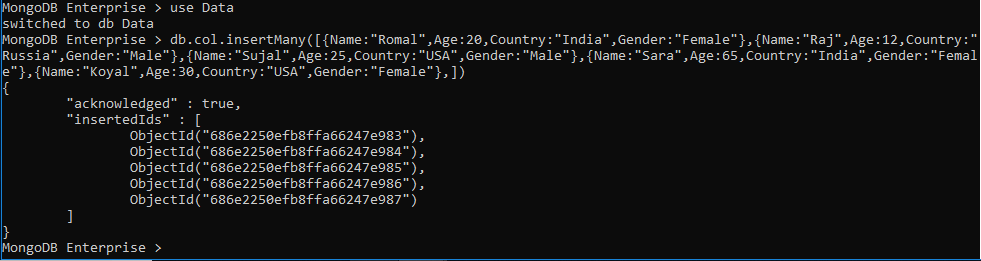 MongoDB Enterprise > use Data
switched to db Data
MongoDB Enterprise > db.col.insertMany([{Name:"Romal",Age:20,Country:"India",Gender:"Female"},{Name:"Raj",Age:12,Country:"
Russia",Gender:"Male"},{Name:"Sujal",Age:25,Country:"USA",Gender:"Male"},{Name:"Sara",Age:65,Country:"India",Gender:"Femal
e"},{Name:"Koyal",Age:30,Country:"USA",Gender:"Female"},])
{
        "acknowledged" : true,
        "insertedIds" : [
                ObjectId("686e2250efb8ffa66247e983"),
                ObjectId("686e2250efb8ffa66247e984"),
                ObjectId("686e2250efb8ffa66247e985"),
                ObjectId("686e2250efb8ffa66247e986"),
                ObjectId("686e2250efb8ffa66247e987")
        ]
}
MongoDB Enterprise >